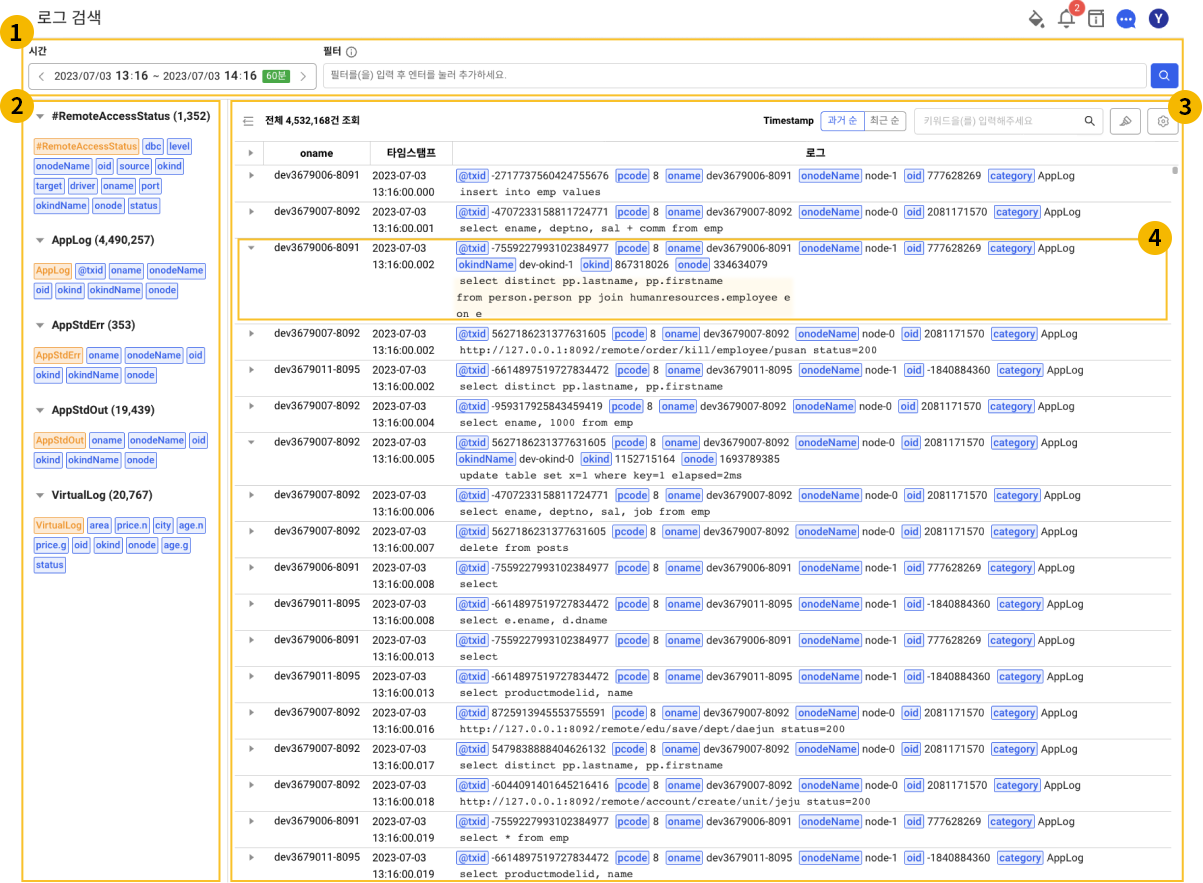 로그 검색
2
Y
1
시간
필터
2023/07/03 13:16 ~ 2023/07/03 14:16 60분
필터를(을) 입력 후 엔터를 눌러 추가하세요.
2
#RemoteAccessStatus (1,352)
#RemoteAccessStatus dbc level
onodeName oid source okind
target driver oname port
okindName onode status
AppLog (4,490,257)
AppLog @txid oname onodeName
oid okind okindName onode
AppStdErr (353)
AppStdErr oname onodeName oid
okind okindName onode
AppStdOut (19,439)
AppStdOut oname onodeName oid
okind okindName onode
VirtualLog (20,767)
VirtualLog area price.n city age.n
price.g oid okind onode age.g
status
3
전체 4,532,168건 조회
Timestamp 과거 순 최근 순 키워드을(를) 입력해주세요
oname 타임스탬프 로그
dev3679006-8091 2023-07-03 @txid -2717737560424755676 pcode 8 oname dev3679006-8091 onodeName node-1 oid 777628269 category AppLog
13:16:00.000 insert into emp values
dev3679007-8092 2023-07-03 @txid -4707233158811724771 pcode 8 oname dev3679007-8092 onodeName node-0 oid 2081171570 category AppLog
13:16:00.001 select ename, deptno, sal + comm from emp
4
dev3679006-8091 2023-07-03 @txid -7559227993102384977 pcode 8 oname dev3679006-8091 onodeName node-1 oid 777628269 category AppLog
13:16:00.002 okindName dev-okind-1 okind 867318026 onode 334634079
select distinct pp.lastname, pp.firstname
from person.person pp join humanresources.employee e
on e
dev3679007-8092 2023-07-03 @txid 5627186231377631605 pcode 8 oname dev3679007-8092 onodeName node-0 oid 2081171570 category AppLog
13:16:00.002 http://127.0.0.1:8092/remote/order/kill/employee/pusan status=200
dev3679011-8095 2023-07-03 @txid -6614897519727834472 pcode 8 oname dev3679011-8095 onodeName node-1 oid -1840884360 category AppLog
13:16:00.002 select distinct pp.lastname, pp.firstname
dev3679007-8092 2023-07-03 @txid -959317925843459419 pcode 8 oname dev3679007-8092 onodeName node-0 oid 2081171570 category AppLog
13:16:00.004 select ename, 1000 from emp
dev3679007-8092 2023-07-03 @txid 5627186231377631605 pcode 8 oname dev3679007-8092 onodeName node-0 oid 2081171570 category AppLog
13:16:00.005 okindName dev-okind-0 okind 1152715164 onode 1693789385
update table set x=1 where key=1 elapsed=2ms
dev3679007-8092 2023-07-03 @txid -4707233158811724771 pcode 8 oname dev3679007-8092 onodeName node-0 oid 2081171570 category AppLog
13:16:00.006 select ename, deptno, sal, job from emp
dev3679007-8092 2023-07-03 @txid 5627186231377631605 pcode 8 oname dev3679007-8092 onodeName node-0 oid 2081171570 category AppLog
13:16:00.007 delete from posts
dev3679006-8091 2023-07-03 @txid -7559227993102384977 pcode 8 oname dev3679006-8091 onodeName node-1 oid 777628269 category AppLog
13:16:00.008 select
dev3679011-8095 2023-07-03 @txid -6614897519727834472 pcode 8 oname dev3679011-8095 onodeName node-1 oid -1840884360 category AppLog
13:16:00.008 select e.ename, d.dname
dev3679006-8091 2023-07-03 @txid -7559227993102384977 pcode 8 oname dev3679006-8091 onodeName node-1 oid 777628269 category AppLog
13:16:00.013 select
dev3679011-8095 2023-07-03 @txid -6614897519727834472 pcode 8 oname dev3679011-8095 onodeName node-1 oid -1840884360 category AppLog
13:16:00.013 select productmodelid, name
dev3679007-8092 2023-07-03 @txid 8725913945553755591 pcode 8 oname dev3679007-8092 onodeName node-0 oid 2081171570 category AppLog
13:16:00.016 http://127.0.0.1:8092/remote/edu/save/dept/daejun status=200
dev3679007-8092 2023-07-03 @txid 5479838888404626132 pcode 8 oname dev3679007-8092 onodeName node-0 oid 2081171570 category AppLog
13:16:00.017 select distinct pp.lastname, pp.firstname
dev3679007-8092 2023-07-03 @txid -6044091401645216416 pcode 8 oname dev3679007-8092 onodeName node-0 oid 2081171570 category AppLog
13:16:00.018 http://127.0.0.1:8092/remote/account/create/unit/jeju status=200
dev3679006-8091 2023-07-03 @txid -7559227993102384977 pcode 8 oname dev3679006-8091 onodeName node-1 oid 777628269 category AppLog
13:16:00.019 select * from emp
dev3679011-8095 2023-07-03 @txid -6614897519727834472 pcode 8 oname dev3679011-8095 onodeName node-1 oid -1840884360 category AppLog
13:16:00.019 select productmodelid, name